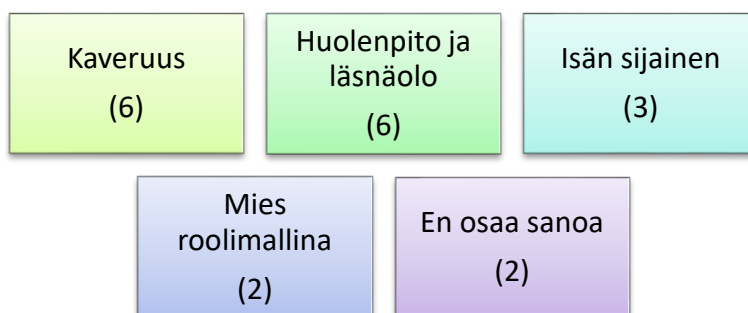 Kaveruus
(6)
Huolenpito ja
läsnäolo
(6)
Isän sijainen
(3)
Mies
roolimallina
(2)
En osaa sanoa
(2)